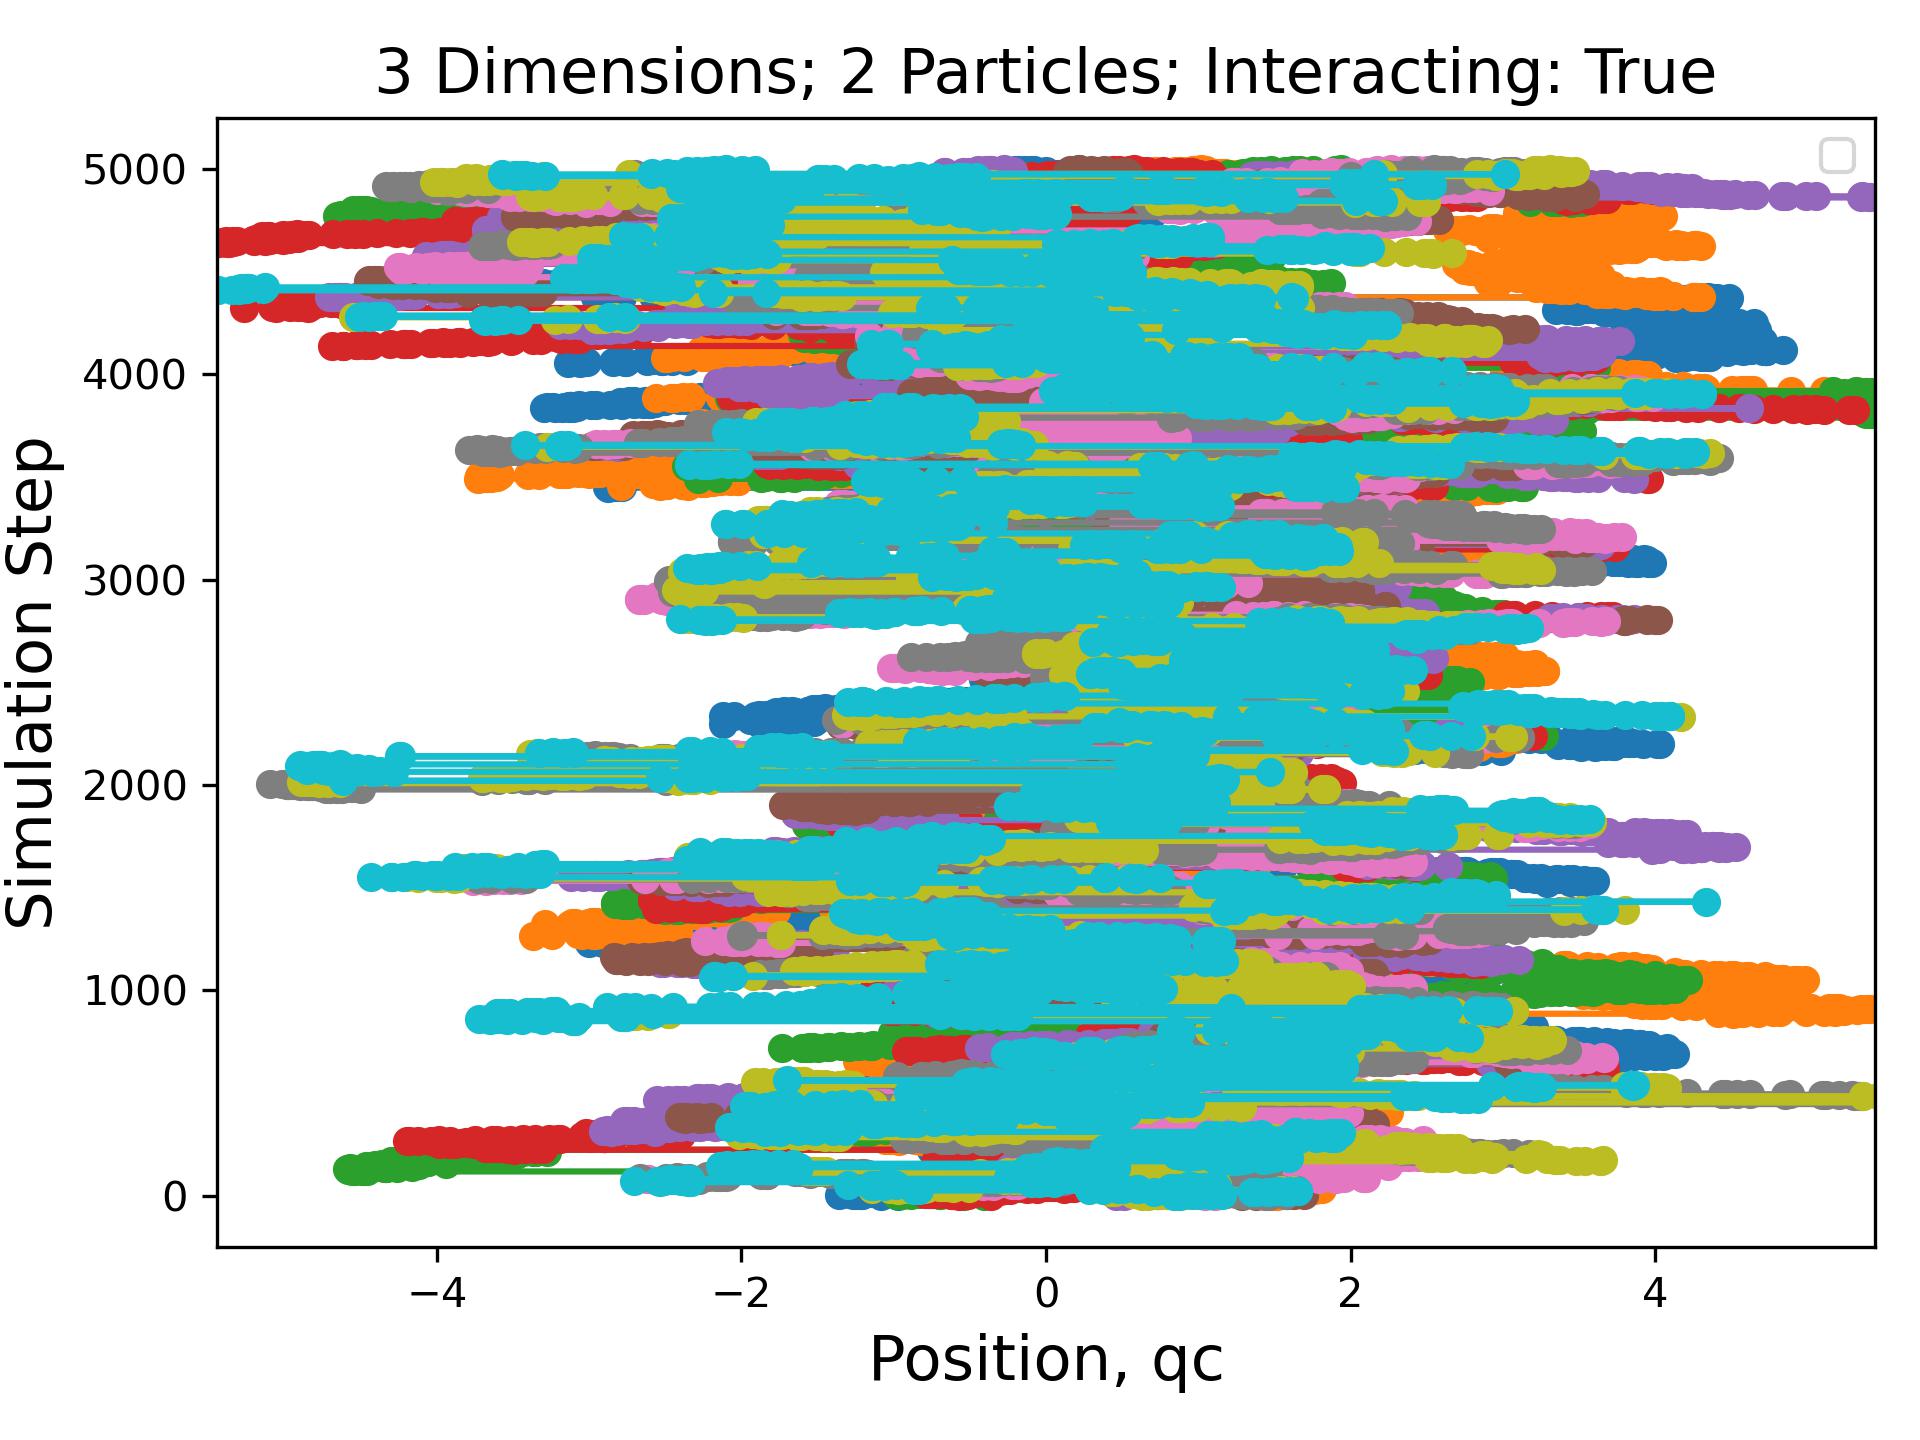 3 Dimensions; 2 Particles; Interacting: True
Simulation Step
5000
4000
3000
2000
1000
0
−4 −2 0 2 4
Position, qc